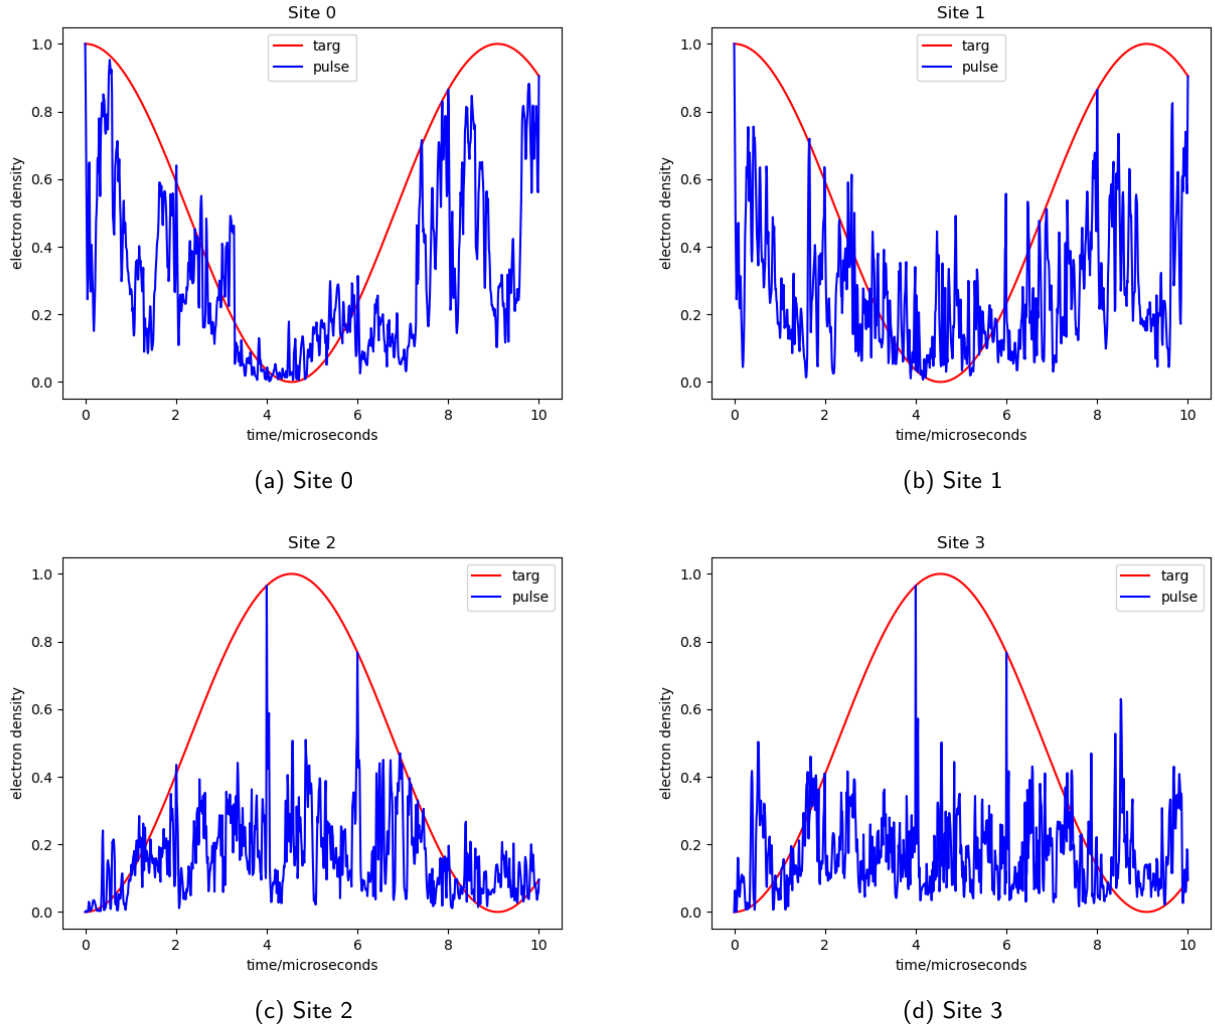 Site 0
electron density
1.0
0.8
0.6
0.4
0.2
0.0
targ
pulse
0 2 4 6 8 10
time/microseconds
(a) Site 0
Site 1
electron density
1.0
0.8
0.6
0.4
0.2
0.0
targ
pulse
0 2 4 6 8 10
time/microseconds
(b) Site 1
Site 2
electron density
1.0
0.8
0.6
0.4
0.2
0.0
targ
pulse
0 2 4 6 8 10
time/microseconds
(c) Site 2
Site 3
electron density
1.0
0.8
0.6
0.4
0.2
0.0
targ
pulse
0 2 4 6 8 10
time/microseconds
(d) Site 3